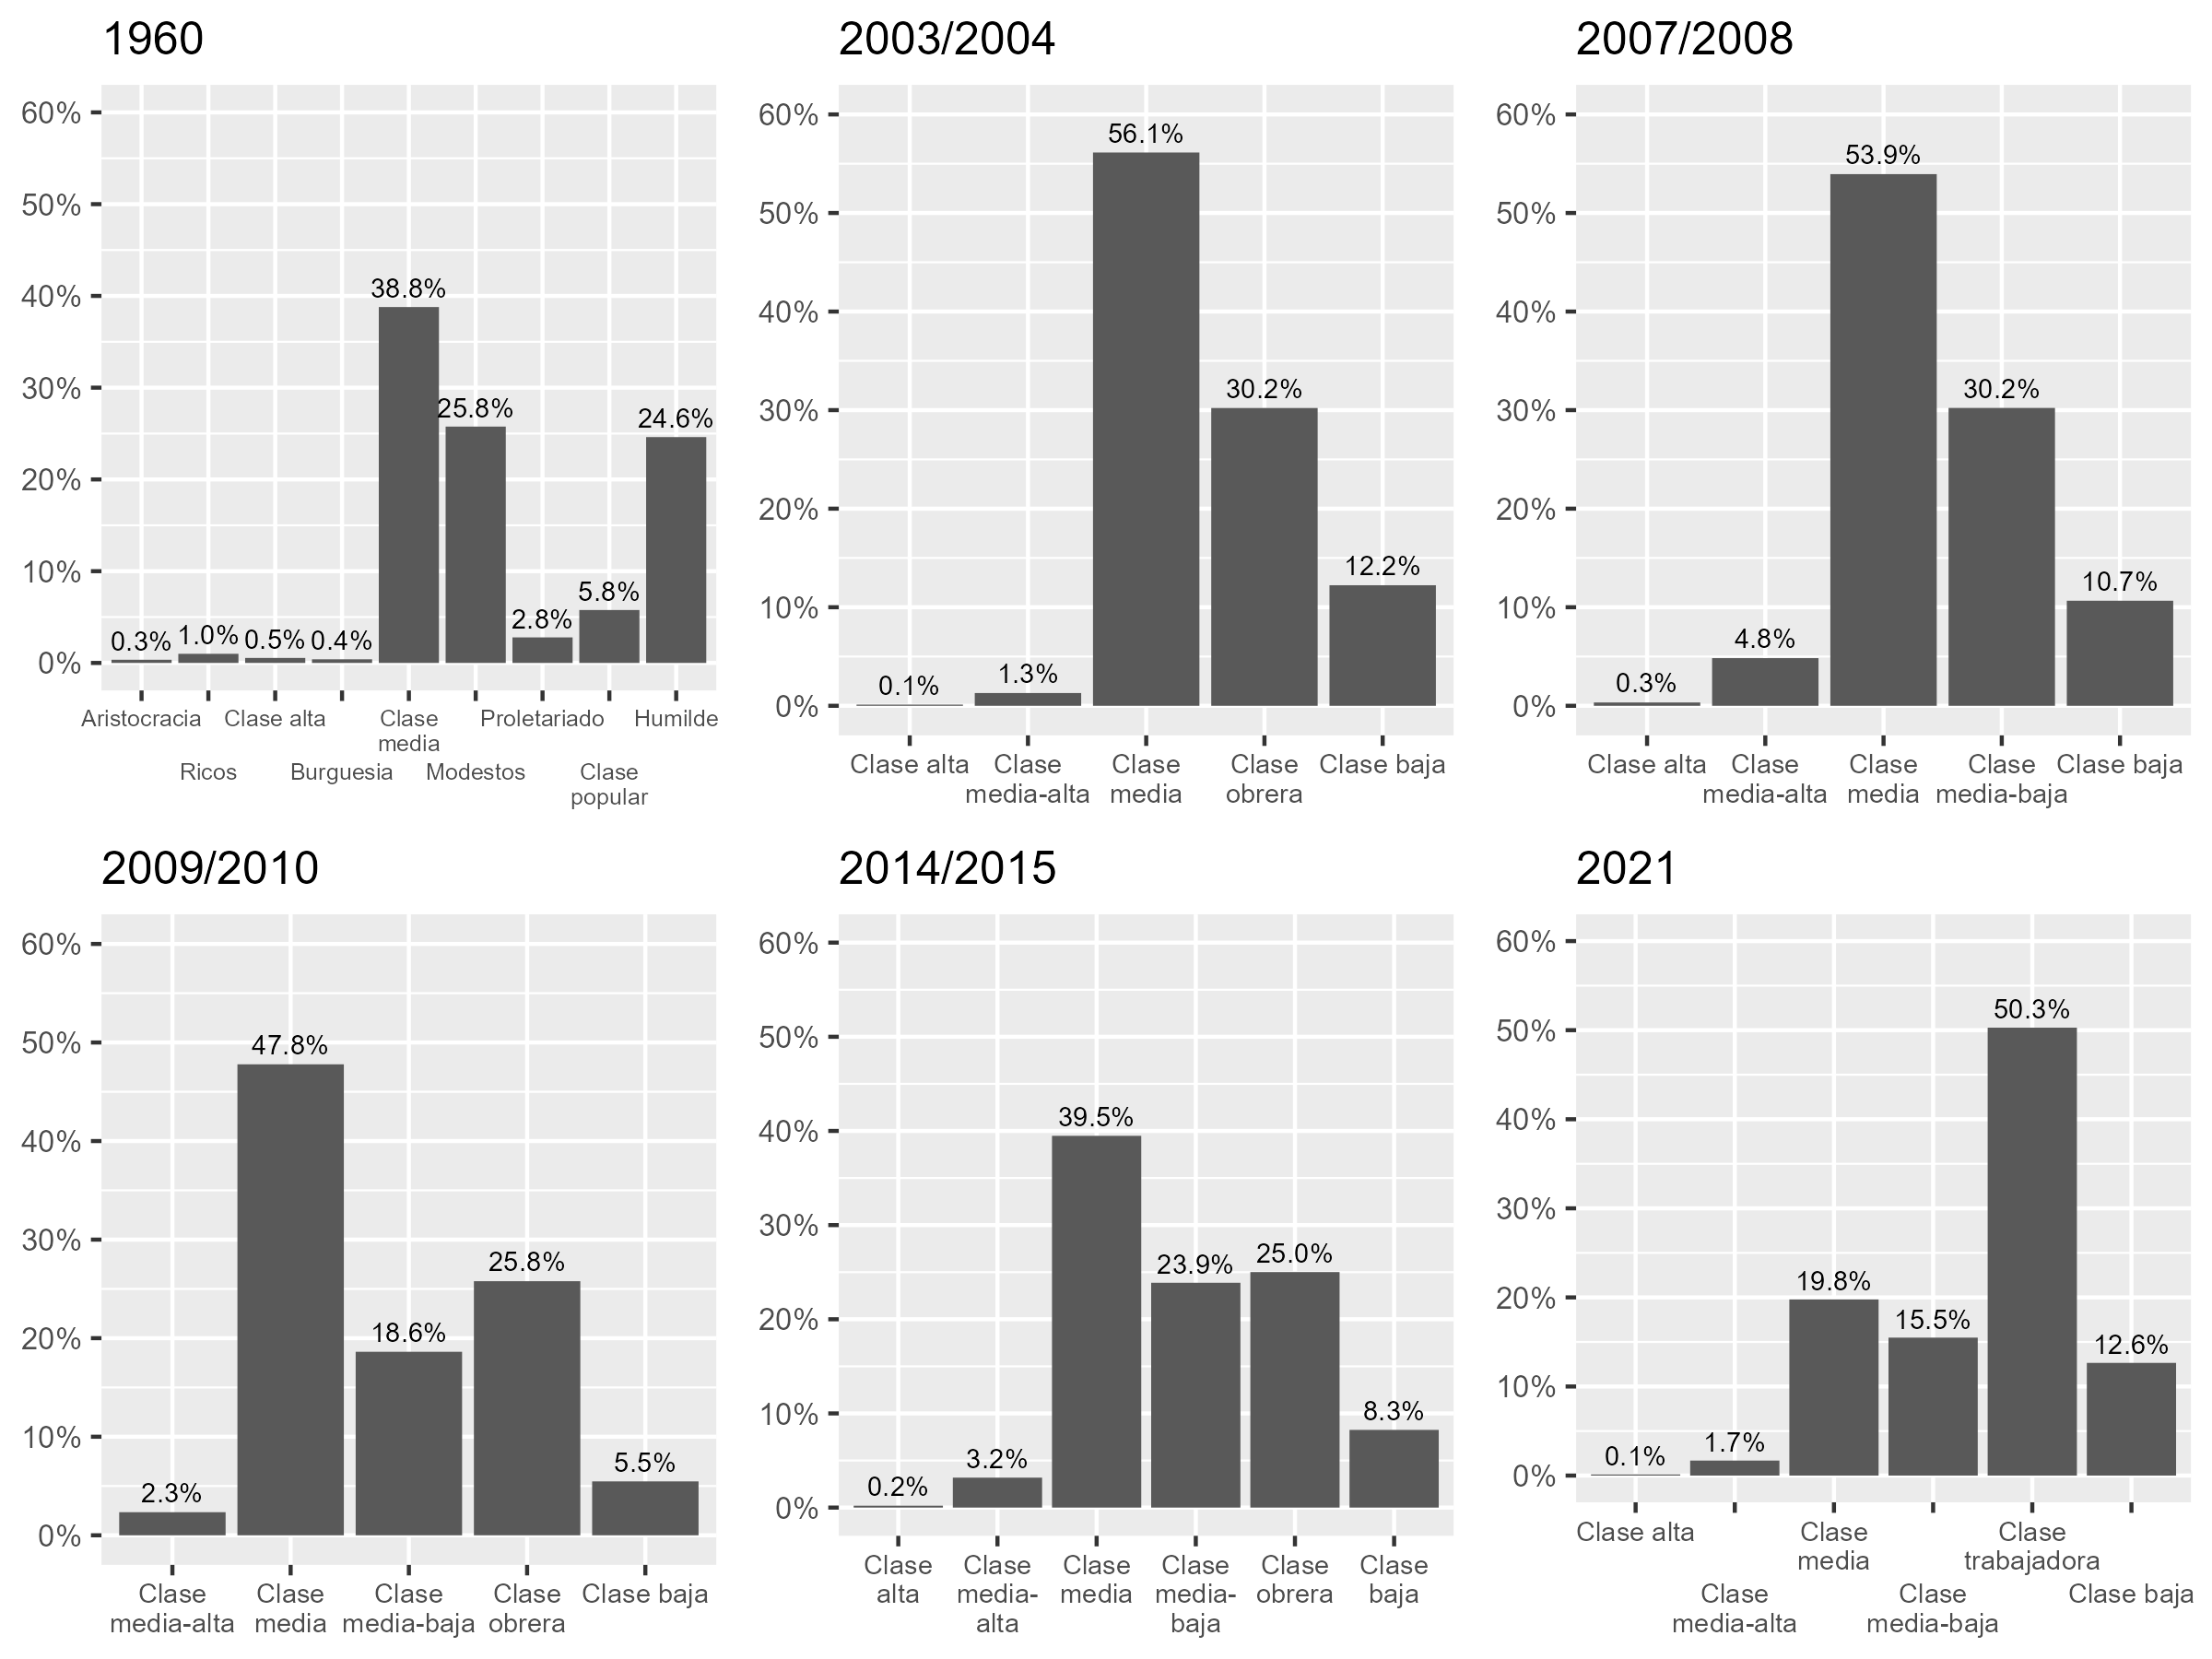 1960
60%
50%
40%
30%
20%
10%
0%
0.3%
1.0%
0.5%
0.4%
38.8%
25.8%
2.8%
5.8%
24.6%
Aristocracia
Ricos
Clase alta
Burguesia
Clase
media
Modestos
Proletariado
Clase
popular
Humilde
2003/2004
60%
50%
40%
30%
20%
10%
0%
0.1%
1.3%
56.1%
30.2%
12.2%
Clase alta
Clase
media-alta
Clase
media
Clase
obrera
Clase baja
2007/2008
60%
50%
40%
30%
20%
10%
0%
0.3%
4.8%
53.9%
30.2%
10.7%
Clase alta
Clase
media-alta
Clase
media
Clase
media-baja
Clase baja
2009/2010
60%
50%
40%
30%
20%
10%
0%
2.3%
47.8%
18.6%
25.8%
5.5%
Clase
media-alta
Clase
media
Clase
media-baja
Clase
obrera
Clase baja
2014/2015
60%
50%
40%
30%
20%
10%
0%
0.2%
3.2%
39.5%
23.9%
25.0%
8.3%
Clase
alta
Clase
media-
alta
Clase
media
Clase
media-
baja
Clase
obrera
Clase
baja
2021
60%
50%
40%
30%
20%
10%
0%
0.1%
1.7%
19.8%
15.5%
50.3%
12.6%
Clase alta
Clase
media-alta
Clase
media
Clase
media-baja
Clase
trabajadora
Clase baja